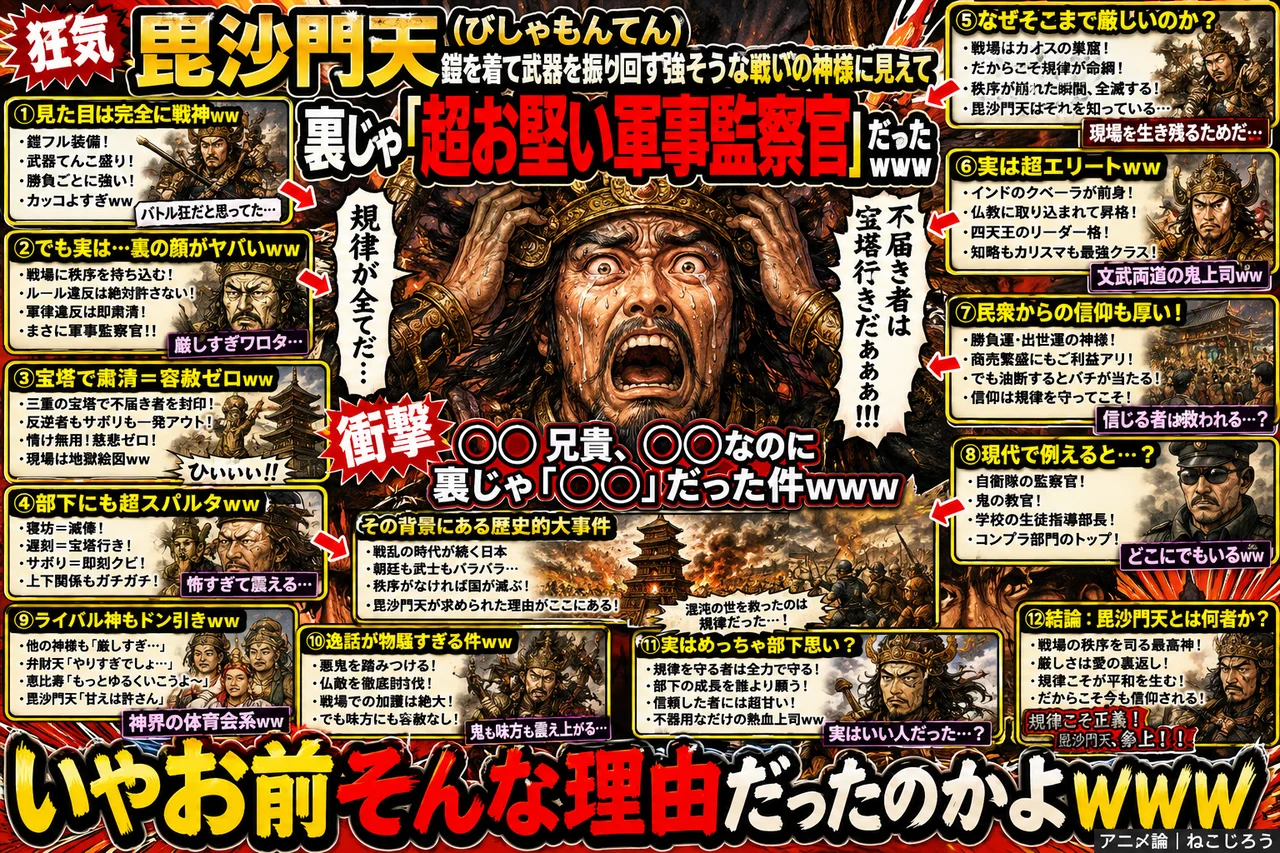 狂気
毘沙門天(びしゃもんてん)
鎧を着て武器を振り回す強そうな戦いの神様に見えて
裏じゃ「超お堅い軍事監察官」だったwww
①見た目は完全に戦神ww
・鎧フル装備！
・武器てんこ盛り！
・勝負ごとに強い！
・カッコよすぎww
バトル狂だと思ってた…
②でも実は…裏の顔がヤバいww
・戦場に秩序を持ち込む！
・ルール違反は絶対許さない！
・軍律違反は即粛清！
・まさに軍事監察官!!
厳しすぎワロタ…
③宝塔で粛清＝容赦ゼロww
・三重の宝塔で不届き者を封印！
・反逆者もサボりも一発アウト！
・情け無用！慈悲ゼロ！
・現場は地獄絵図ww
ひいいい!!
④部下にも超スパルタww
・寝坊＝減俸！
・遅刻＝宝塔行き！
・サボり＝即刻クビ！
・上下関係もガチガチ！
怖すぎて震える…
規律が全てだ…
不届き者は
宝塔行きだぁぁぁ!!!
衝撃
〇〇 兄貴、〇〇なのに
裏じゃ「〇〇」だった件www
その背景にある歴史的大事件
・戦乱の時代が続く日本
・朝廷も武士もバラバラ…
・秩序がなければ国が滅ぶ！
・毘沙門天が求められた理由がここにある！
混沌の世を救ったのは
規律だった…！
⑤なぜそこまで厳しいのか？
・戦場はカオスの巣窟！
・だからこそ規律が命綱！
・秩序が崩れた瞬間、全滅する！
・毘沙門天はそれを知っている…
現場を生き残るためだ…
⑥実は超エリートww
・インドのクベーラが前身！
・仏教に取り込まれて昇格！
・四天王のリーダー格！
・知略もカリスマも最強クラス！
文武両道の鬼上司ww
⑦民衆からの信仰も厚い！
・勝負運・出世運の神様！
・商売繁盛にもご利益アリ！
・でも油断するとバチが当たる！
・信仰は規律を守ってこそ！
信じる者は救われる…？
⑧現代で例えると…？
・自衛隊の監察官！
・鬼の教官！
・学校の生徒指導部長！
・コンプラ部門のトップ！
どこにでもいるww
⑨ライバル神もドン引きww
・他の神様も「厳しすぎ…」
・弁財天「やりすぎでしょ…」
・恵比寿「もっとゆるくいこうよ～」
・毘沙門天「甘えは許さん」
神界の体育会系ww
⑩逸話が物騒すぎる件ww
・悪鬼を踏みつける！
・仏敵を徹底討伐！
・戦場での加護は絶大！
・でも味方にも容赦なし！
鬼も味方も震え上がる…
⑪実はめっちゃ部下思い？
・規律を守る者は全力で守る！
・部下の成長を誰より願う！
・信頼した者には超甘い！
・不器用なだけの熱血上司ww
実はいい人だった…？
⑫結論：毘沙門天とは何者か？
・戦場の秩序を司る最高神！
・厳しさは愛の裏返し！
・規律こそが平和を生む！
・だからこそ今も信仰される！
規律こそ正義！
毘沙門天、参上！！
いやお前そんな理由だったのかよwww
アニメ論｜ねこじろう